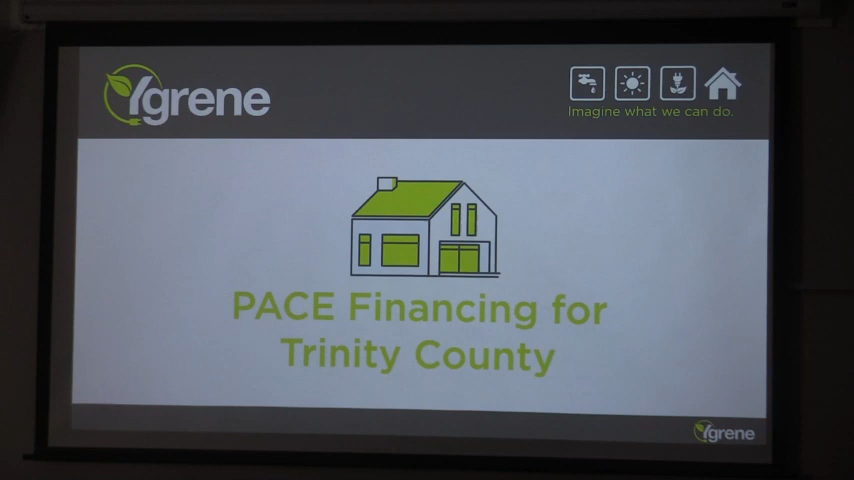 Ygrene
Imagine what we can do.
PACE Financing for
Trinity County
Ygrene